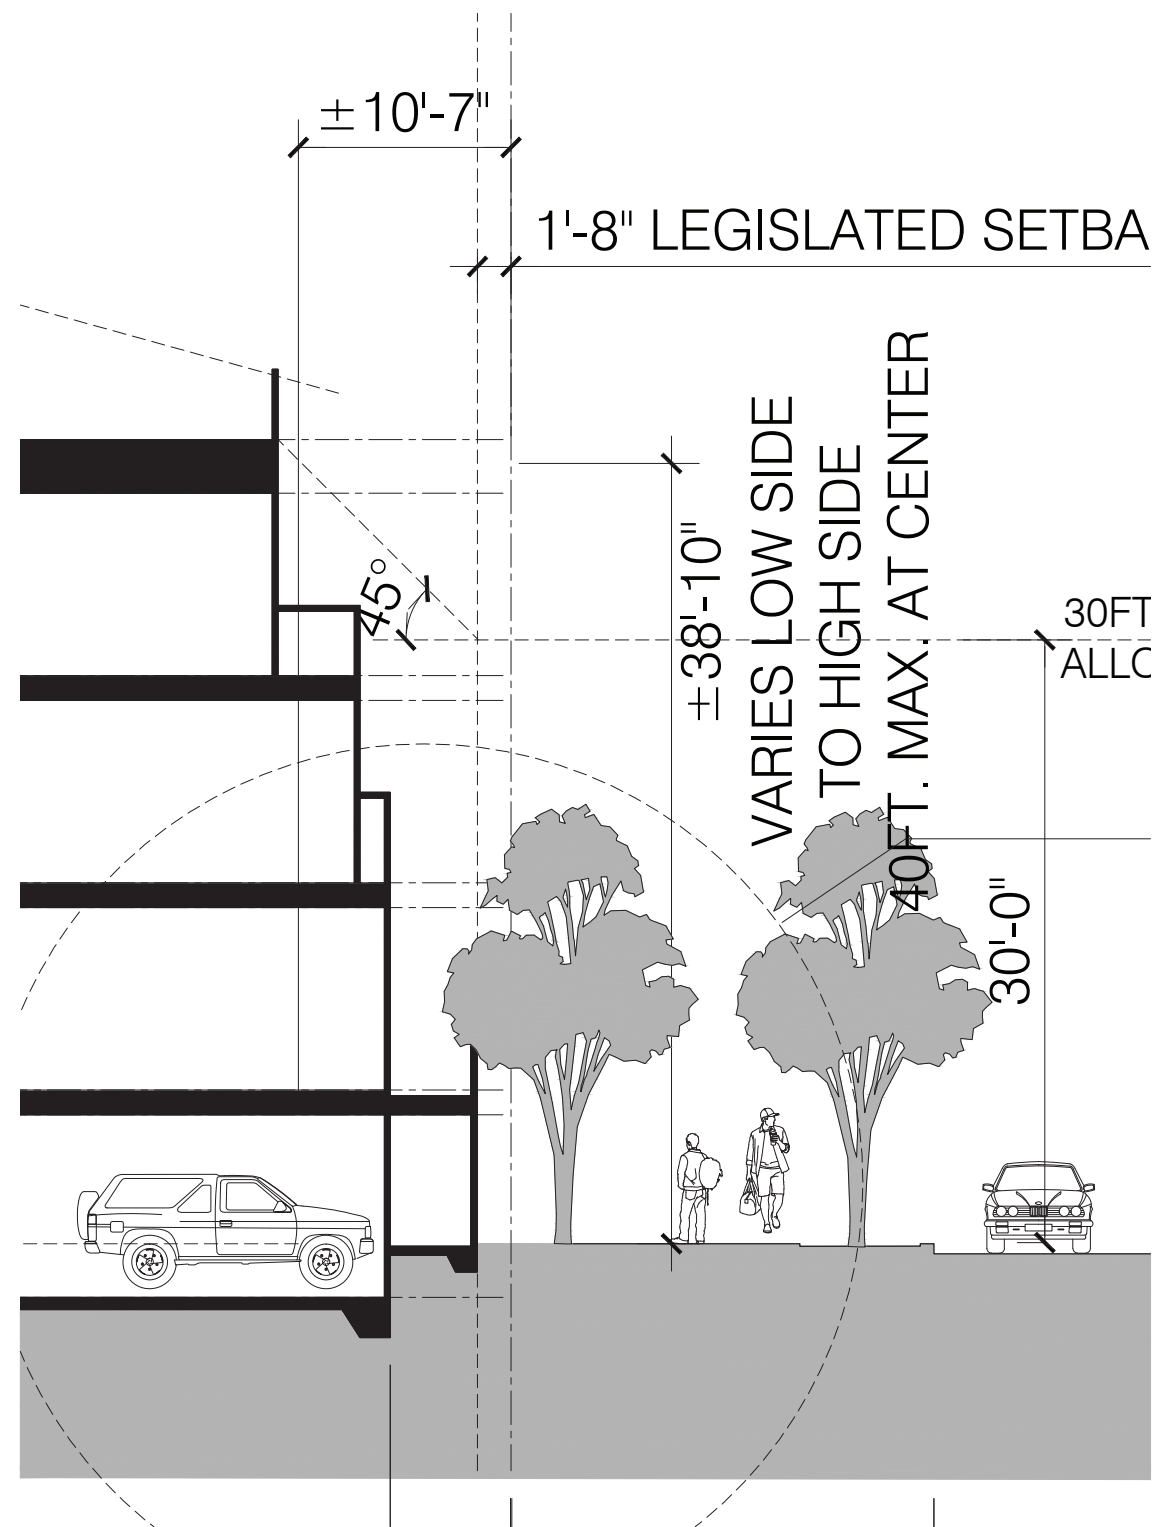 ±10'-7"
1'-8" LEGISLATED SETBA
VARIES LOW SIDE
TO HIGH SIDE
40FT. MAX. AT CENTER
±38'-10"
45°
30FT
ALLO
30'-0"